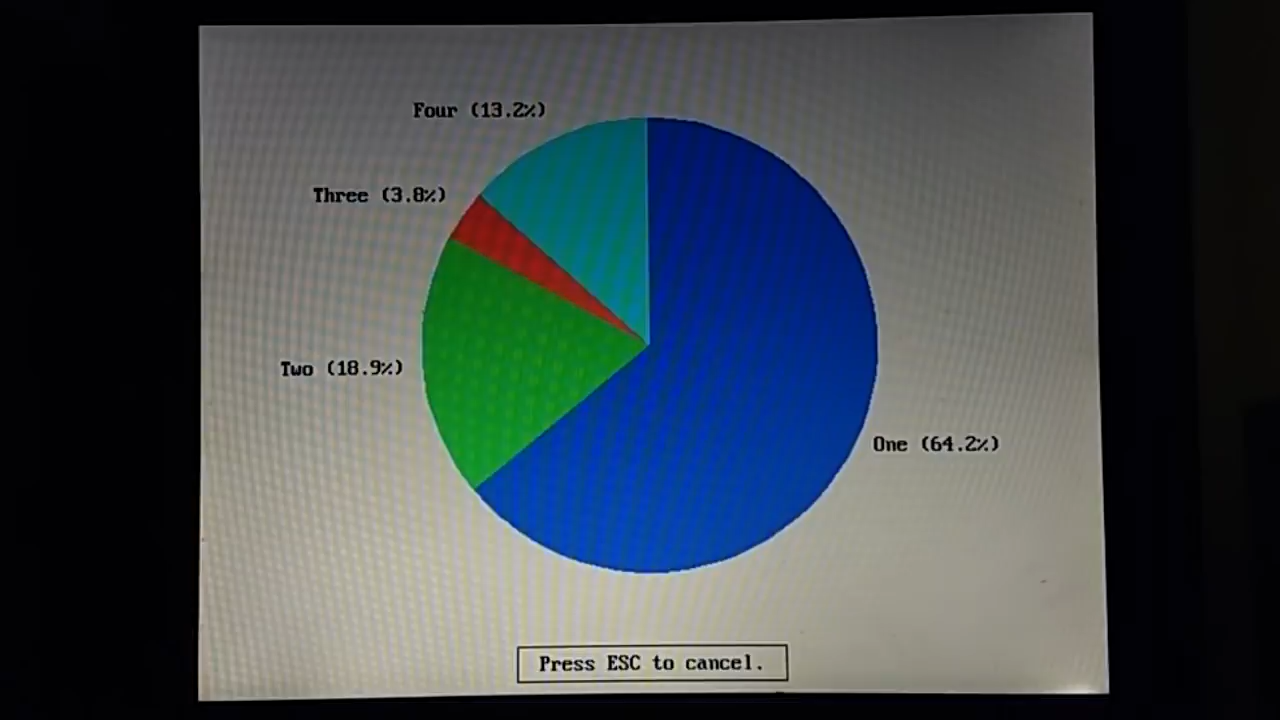 Four (13.2%)
Three (3.8%)
Two (18.9%)
One (64.2%)
Press ESC to cancel.